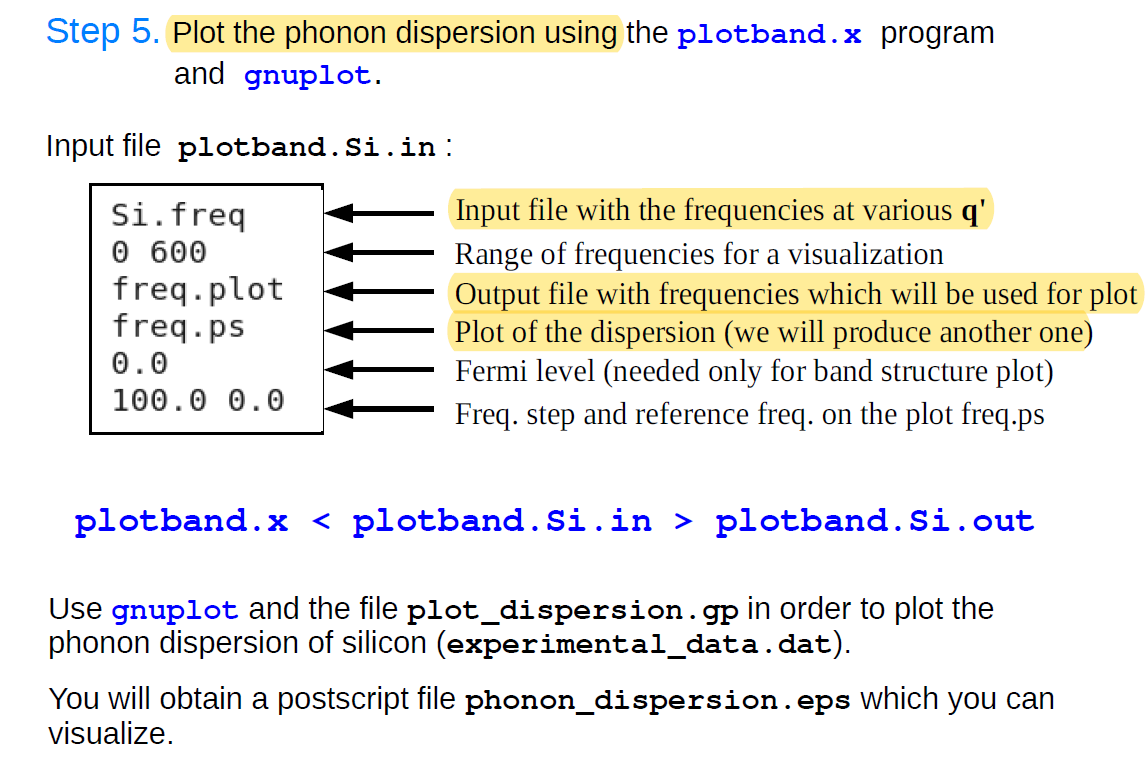 Step 5. Plot the phonon dispersion using the plotband.x program
and gnuplot.
Input file plotband.Si.in :
Si.freq
Input file with the frequencies at various q'
0 600
Range of frequencies for a visualization
freq.plot
Output file with frequencies which will be used for plot
freq.ps
Plot of the dispersion (we will produce another one)
0.0
Fermi level (needed only for band structure plot)
100.0 0.0
Freq. step and reference freq. on the plot freq.ps
plotband.x < plotband.Si.in > plotband.Si.out
Use gnuplot and the file plot_dispersion.gp in order to plot the
phonon dispersion of silicon (experimental_data.dat).
You will obtain a postscript file phonon_dispersion.eps which you can
visualize.